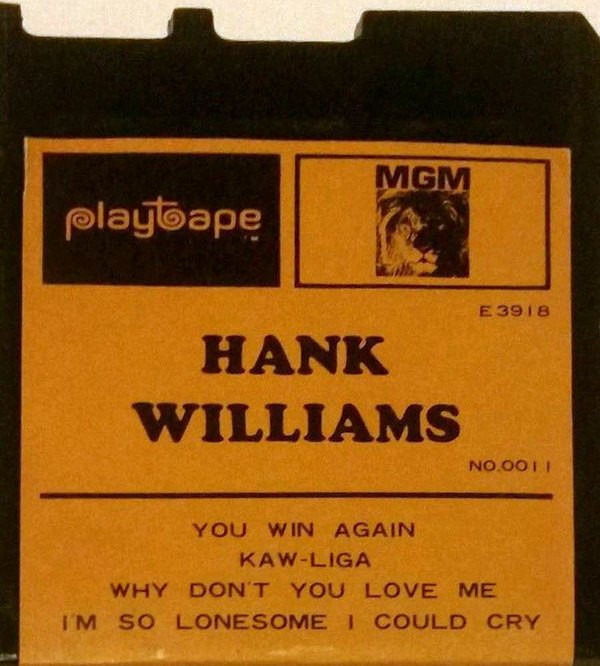 playtape
MGM
E 3918
HANK
WILLIAMS
NO.0011
YOU WIN AGAIN
KAW-LIGA
WHY DON'T YOU LOVE ME
I'M SO LONESOME I COULD CRY